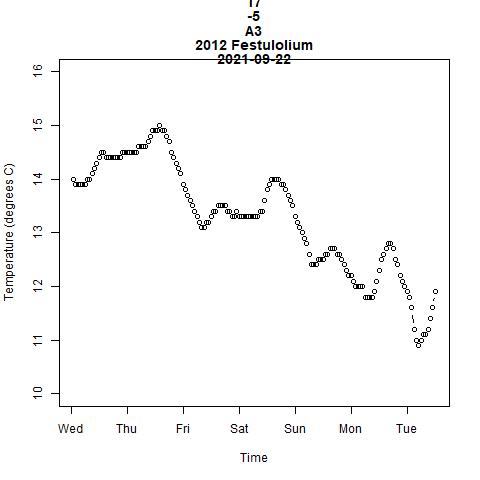 17
-5
A3
2012 Festulolium
2021-09-22
16
15
14
13
12
11
10
Temperature (degrees C)
Wed Thu Fri Sat Sun Mon Tue
Time